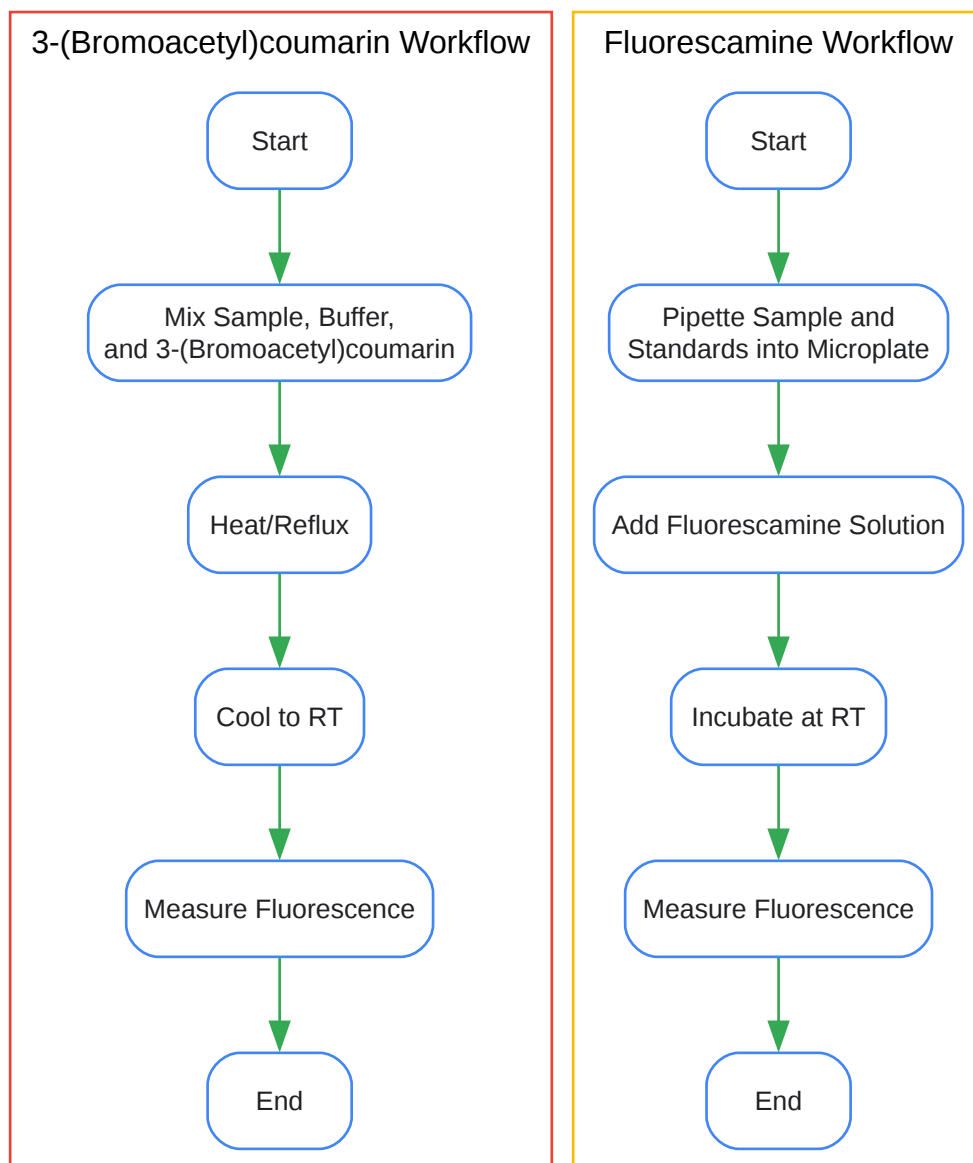 3-(Bromoacetyl)coumarin Workflow
Start
Mix Sample, Buffer,
and 3-(Bromoacetyl)coumarin
Heat/Reflux
Cool to RT
Measure Fluorescence
End
Fluorescamine Workflow
Start
Pipette Sample and
Standards into Microplate
Add Fluorescamine Solution
Incubate at RT
Measure Fluorescence
End